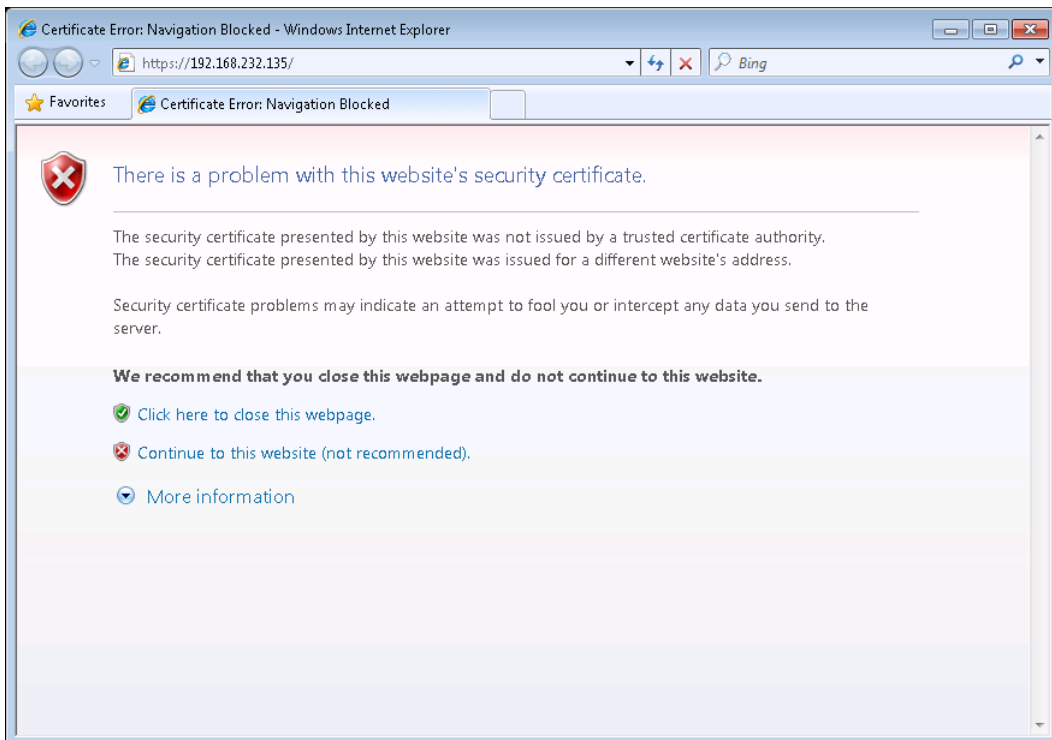 Certificate Error: Navigation Blocked - Windows Internet Explorer
https://192.168.232.135/
Bing
Favorites
Certificate Error: Navigation Blocked
There is a problem with this website's security certificate.
The security certificate presented by this website was not issued by a trusted certificate authority.
The security certificate presented by this website was issued for a different website's address.
Security certificate problems may indicate an attempt to fool you or intercept any data you send to the
server.
We recommend that you close this webpage and do not continue to this website.
Click here to close this webpage.
Continue to this website (not recommended).
More information